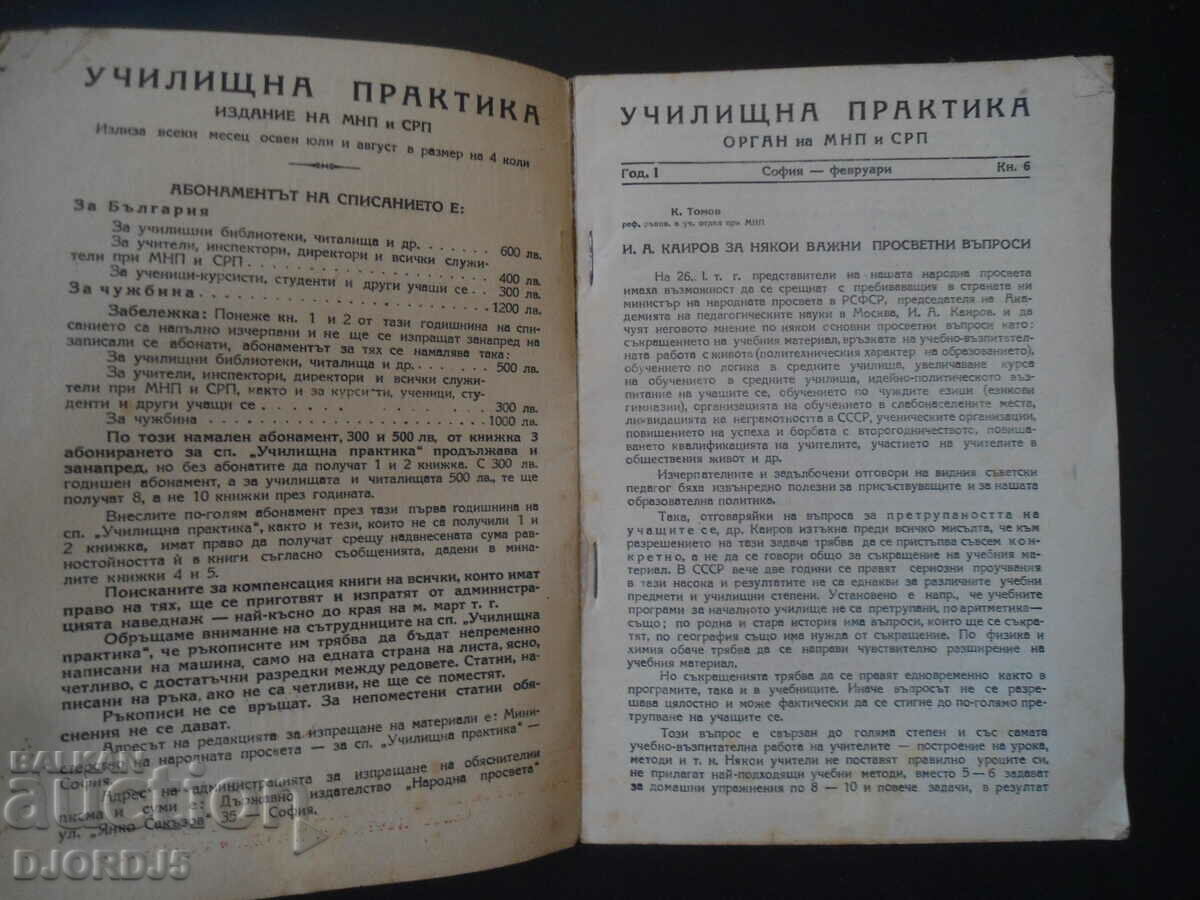 УЧИЛИЩНА ПРАКТИКА
ИЗДАНИЕ НА МНП и СРП
Излиза всеки месец освен юли и август в размер на 4 коли
АБОНАМЕНТЪТ НА СПИСАНИЕТО Е:
За България
За училищни библиотеки, читалища и др. . . . . . . . 600 лв.
За учители, инспектори, директори и всички служи-
тели при МНП и СРП . . . . . . . . . . 400 лв.
За ученици-курсисти, студенти и други учащи се . . . 300 лв.
За чужбина . . . . . . . . . . 1200 лв.
Забележка: Понеже кн. 1 и 2 от тази годишнина на спи-
санието са напълно изчерпани и не ще се изпращат занапред на
записали се абонати, абонаментът за тях се намалява така:
За училищни библиотеки, читалища и др. . . . . . . 500 лв.
За учители, инспектори, директори и всички служи-
тели при МНП и СРП, както и за курсисти, ученици, сту-
денти и други учащи се . . . . . . . . . . 300 лв.
За чужбина . . . . . . . . . . 1000 лв.
По този намален абонамент, 300 и 500 лв, от книжка 3
абонирането за сп. „Училищна практика“ продължава и
занапред, но без абонатите да получат 1 и 2 книжка. С 300 лв.
годишен абонамент, а за училищата и читалищата 500 лв., те ще
получат 8, а не 10 книжки през годината.
Внеслите по-голям абонамент през тази първа годишнина на
сп. „Училищна практика“, както и тези, които не са получили 1 и
2 книжка, имат право да получат срещу надвнесената сума рав-
ностойността ѝ в книги съгласно съобщенията, дадени в мина-
лите книжки 4 и 5.
Поисканите за компенсация книги на всички, които имат
право на тях, ще се приготвят и изпратят от администра-
цията наведнаж — най-късно до края на м. март т. г.
Обръщаме внимание на сътрудниците на сп. „Училищна
практика“, че ръкописите им трябва да бъдат непременно
написани на машина, само на едната страна на листа, ясно,
четливо, с достатъчни разредки между редовете. Статии, на-
писани на ръка, ако не са четливи, не ще се поместят.
Ръкописи не се връщат. За непоместени статии обя-
снения не се дават.
Адресът на редакцията за изпращане на материали е: Мини-
стерство на народната просвета — за сп. „Училищна практика“ —
София.
Адрес на администрацията за изпращане на обяснителни
писма и суми е: Държавно издателство „Народна просвета“
ул. „Янко Сакъзов“ 35 — София.
УЧИЛИЩНА ПРАКТИКА
ОРГАН на МНП и СРП
Год. I София — февруари Кн. 6
К. Томов
реф. ръков. в уч. отдел при МНП
И. А. КАИРОВ ЗА НЯКОИ ВАЖНИ ПРОСВЕТНИ ВЪПРОСИ
На 26. I. т. г. представители на нашата народна просвета
имаха възможност да се срещнат с пребиваващия в страната ни
министър на народната просвета в РСФСР, председателя на Ака-
демията на педагогическите науки в Москва, И. А. Каиров. и да
чуят неговото мнение по някои основни просветни въпроси като:
съкращението на учебния материал, връзката на учебно-възпитател-
ната работа с живота (политехническия характер на образованието),
обучението по логика в средните училища, увеличаване курса
на обучението в средните училища, идейно-политическото въз-
питание на учащите се, обучението по чуждите езици (езикови
гимназии), организацията на обучението в слабонаселените места,
ликвидацията на неграмотността в СССР, ученическите организации,
повишението на успеха и борбата с второгодничеството, повиша-
ването квалификацията на учителите, участието на учителите в
обществения живот и др.
Изчерпателните и задълбочени отговори на видния съветски
педагог бяха извънредно полезни за присъствуващите и за нашата
образователна политика.
Така, отговаряйки на въпроса за претрупаността на
учащите се, др. Каиров изтъкна преди всичко мисълта, че към
разрешението на тази задача трябва да се пристъпва съвсем кон-
кретно, а не да се говори общо за съкращение на учебния ма-
териал. В СССР вече две години се правят сериозни проучвания
в тази насока и резултатите не са еднакви за различните учебни
предмети и училищни степени. Установено е напр., че учебните
програми за началното училище не са претрупани, по аритметика—
също; по родна и стара история има въпроси, които ще се съкра-
тят, по география също има нужда от съкращение. По физика и
химия обаче трябва да се направи чувствително разширение на
учебния материал.
Но съкращенията трябва да се правят едновременно както в
програмите, така и в учебниците. Иначе въпросът не се разре-
шава цялостно и може фактически да се стигне до по-голямо пре-
трупване на учащите се.
Този въпрос е свързан до голяма степен и със самата
учебно-възпитателна работа на учителите — построение на урока,
методи и т. н. Някои учители не поставят правилно уроците си,
не прилагат най-подходящи учебни методи, вместо 5—6 задават
за домашни упражнения по 8—10 и повече задачи, в резултат
BALKAN
auction
DJORDJ5